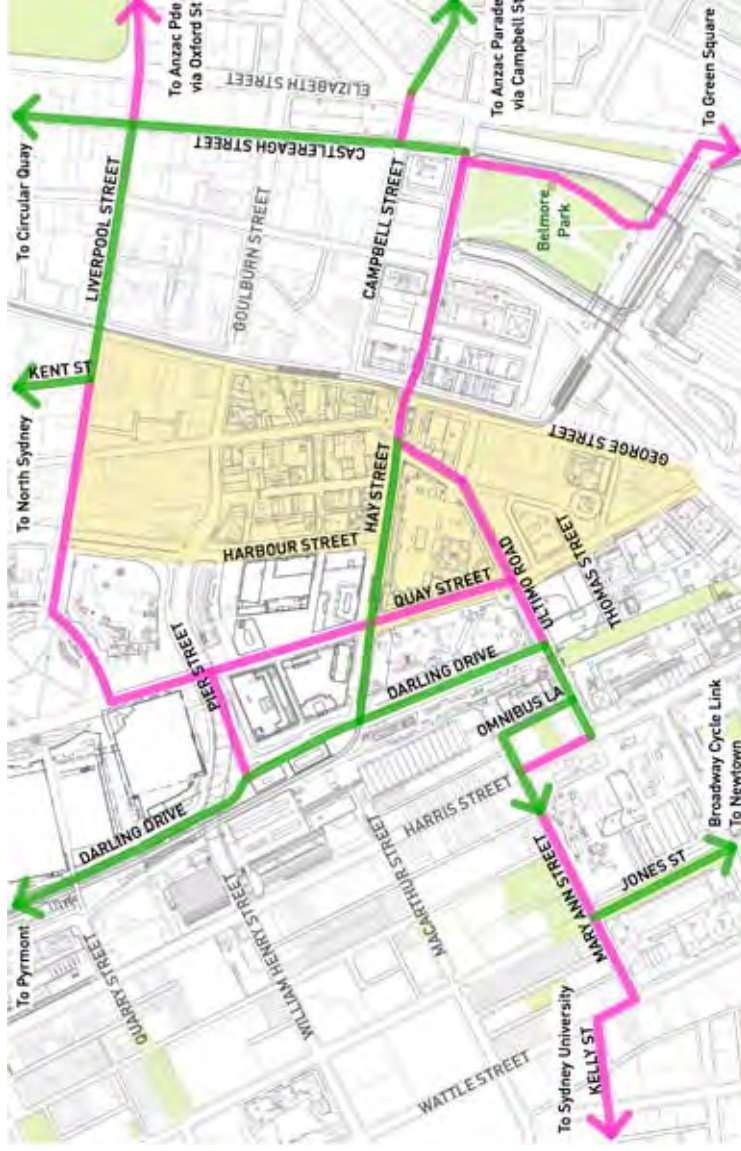 To Anzac Pde
via Oxford St
To Circular Quay
ELIZABETH STREET
CASTLEREAGH STREET
To Anzac Parade
via Campbell St
To Green Square
LIVERPOOL STREET
GOULBURN STREET
CAMPBELL STREET
Belmore
Park
KENT ST
To North Sydney
HARBOUR STREET
HAY STREET
GEORGE STREET
QUAY STREET
ULTIMO ROAD
THOMAS STREET
PIER STREET
DARLING DRIVE
OMNIBUS LA
DARLING DRIVE
To Pyrmont
HARRIS STREET
Broadway Cycle Link
To Newtown
QUARRY STREET
WILLIAM HENRY STREET
MACARTHUR STREET
MARY ANN STREET
JONES ST
WATTLE STREET
To Sydney University
KELLY ST